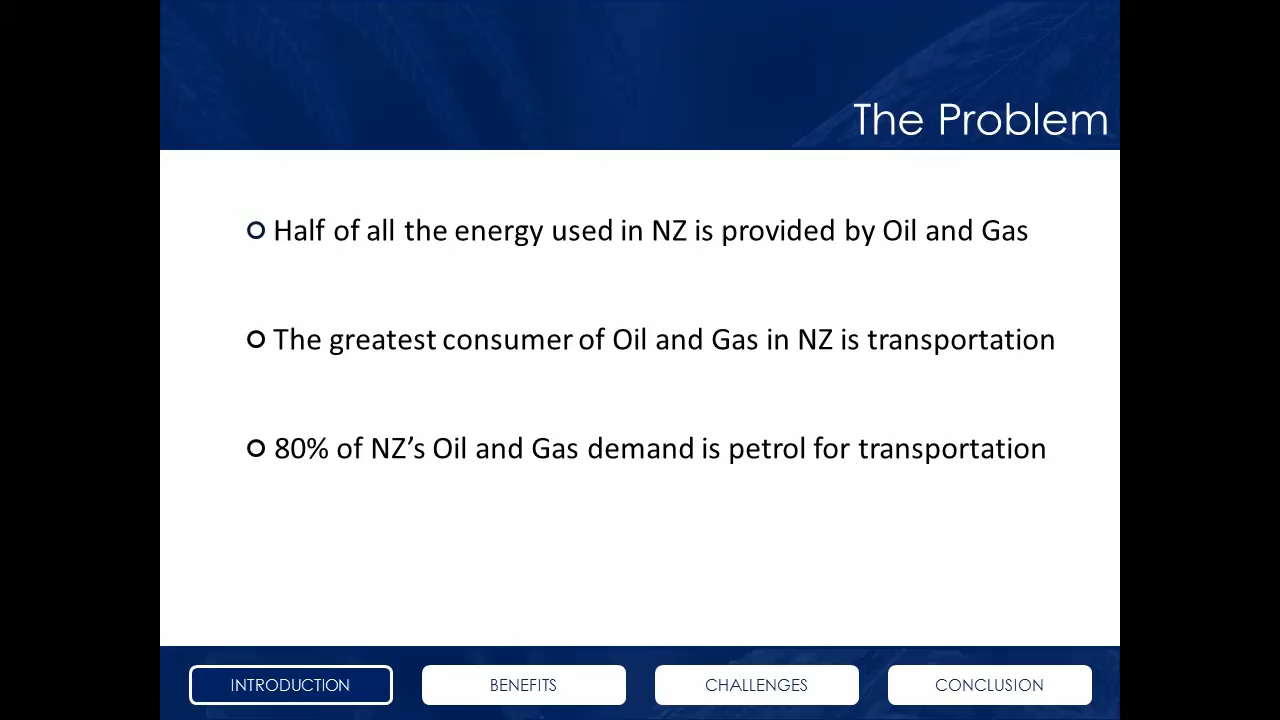 The Problem
Half of all the energy used in NZ is provided by Oil and Gas
The greatest consumer of Oil and Gas in NZ is transportation
80% of NZ’s Oil and Gas demand is petrol for transportation
INTRODUCTION
BENEFITS
CHALLENGES
CONCLUSION